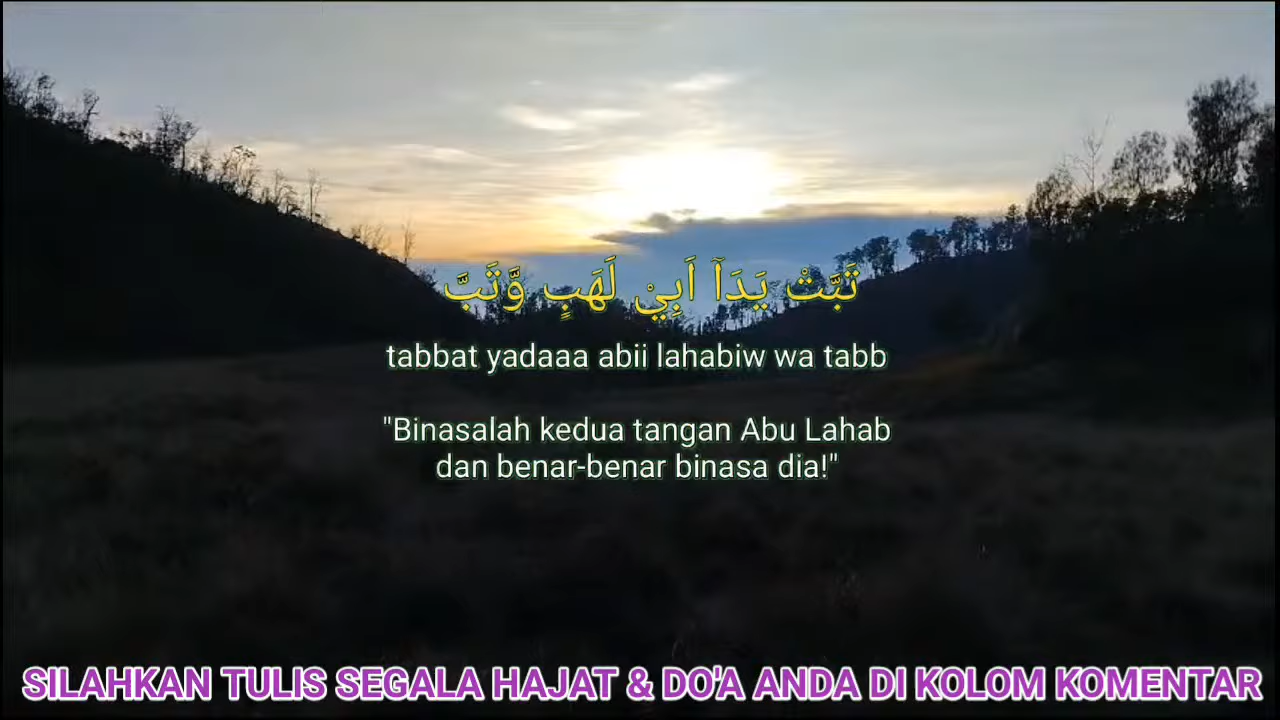 تَبَّتْ يَدَآ اَبِيْ لَهَبٍ وَّتَبَّ
tabbat yadaaa abii lahabiw wa tabb
"Binasalah kedua tangan Abu Lahab
dan benar-benar binasa dia!"
SILAHKAN TULIS SEGALA HAJAT & DO'A ANDA DI KOLOM KOMENTAR